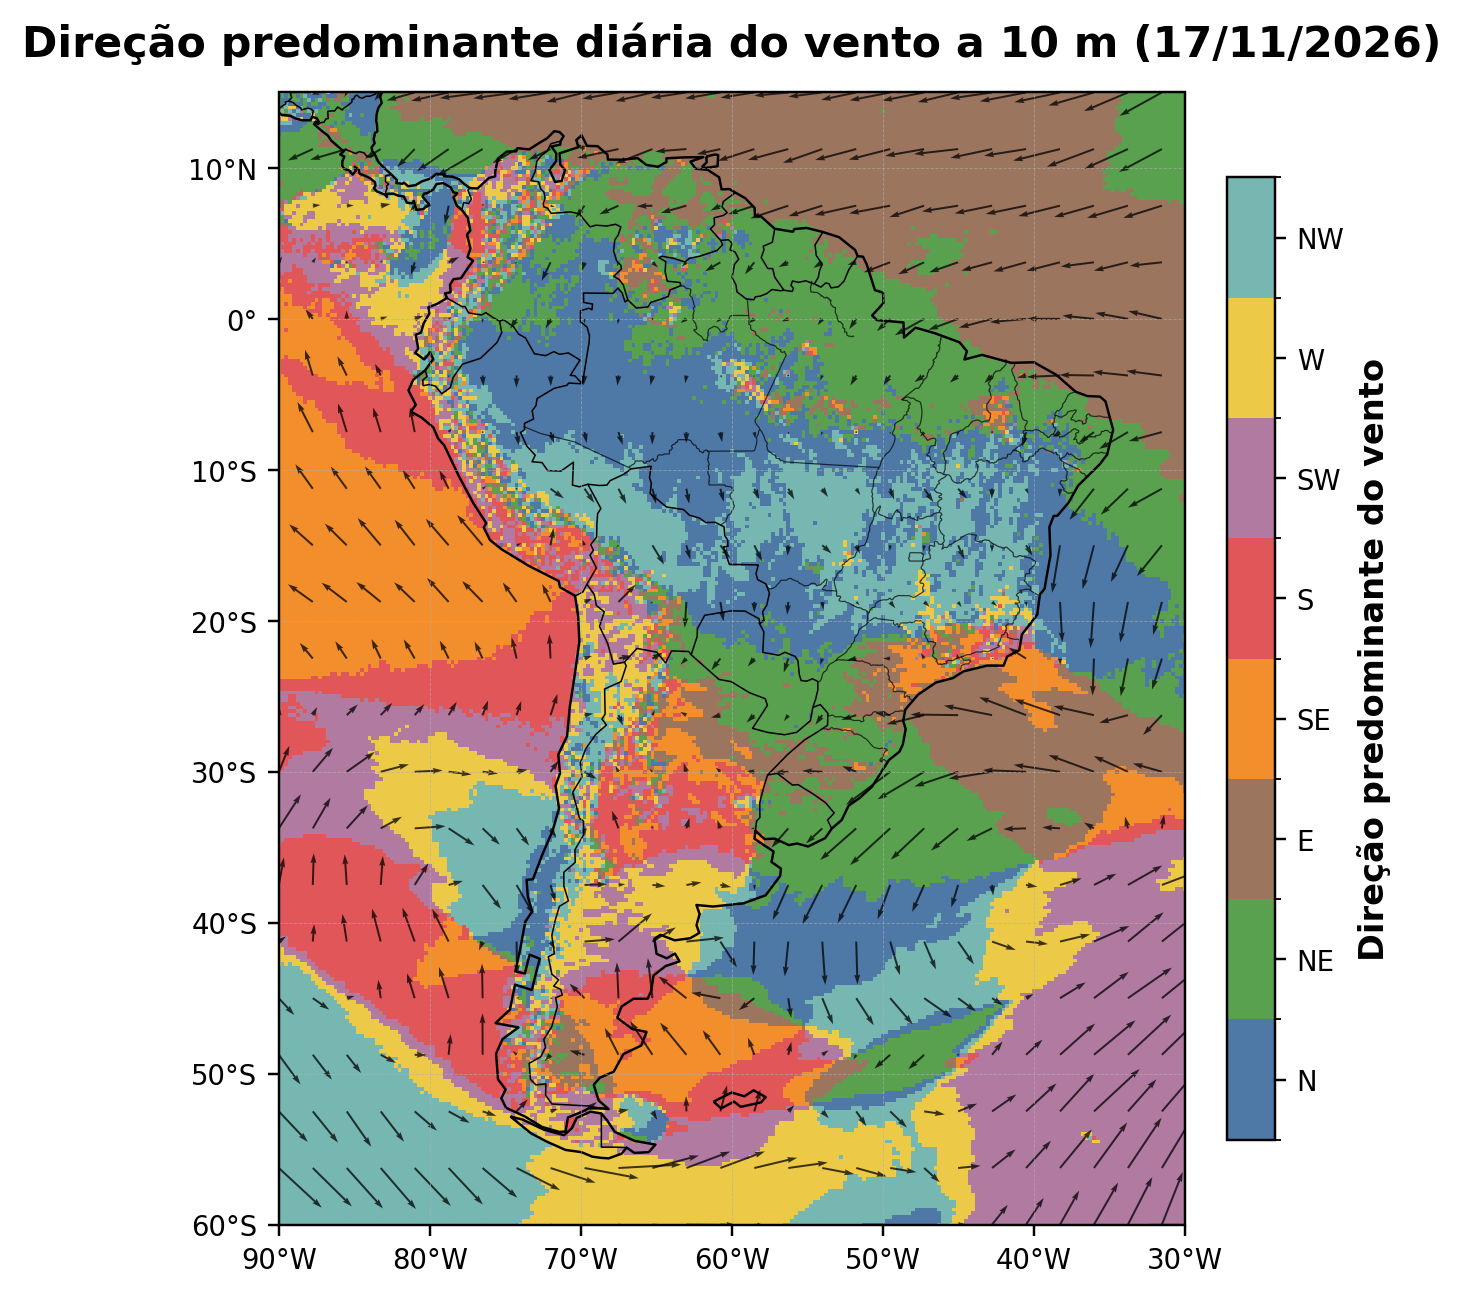 Direção predominante diária do vento a 10 m (17/11/2026)
10°N
0°
10°S
20°S
30°S
40°S
50°S
60°S
90°W
80°W
70°W
60°W
50°W
40°W
30°W
NW
W
SW
S
SE
E
NE
N
Direção predominante do vento